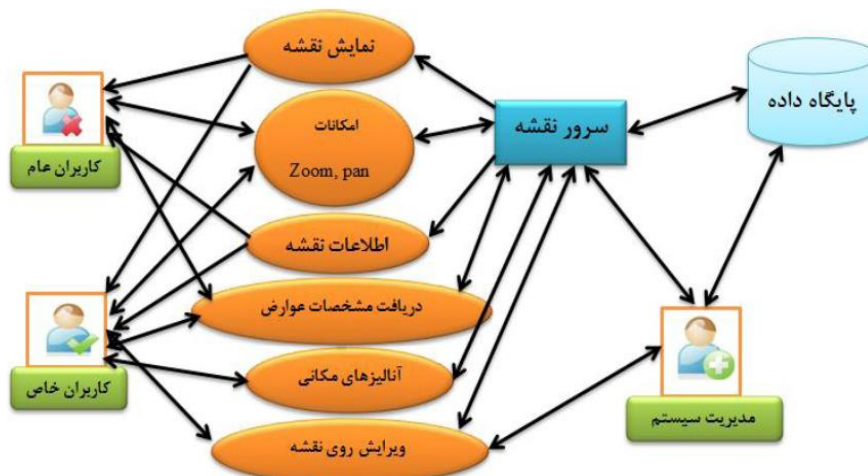 نمایش نقشه
امکانات
Zoom, pan
اطلاعات نقشه
دریافت مشخصات عوارض
آنالیزهای مکانی
ویرایش روی نقشه
سرور نقشه
پایگاه داده
کاربران عام
کاربران خاص
مدیریت سیستم